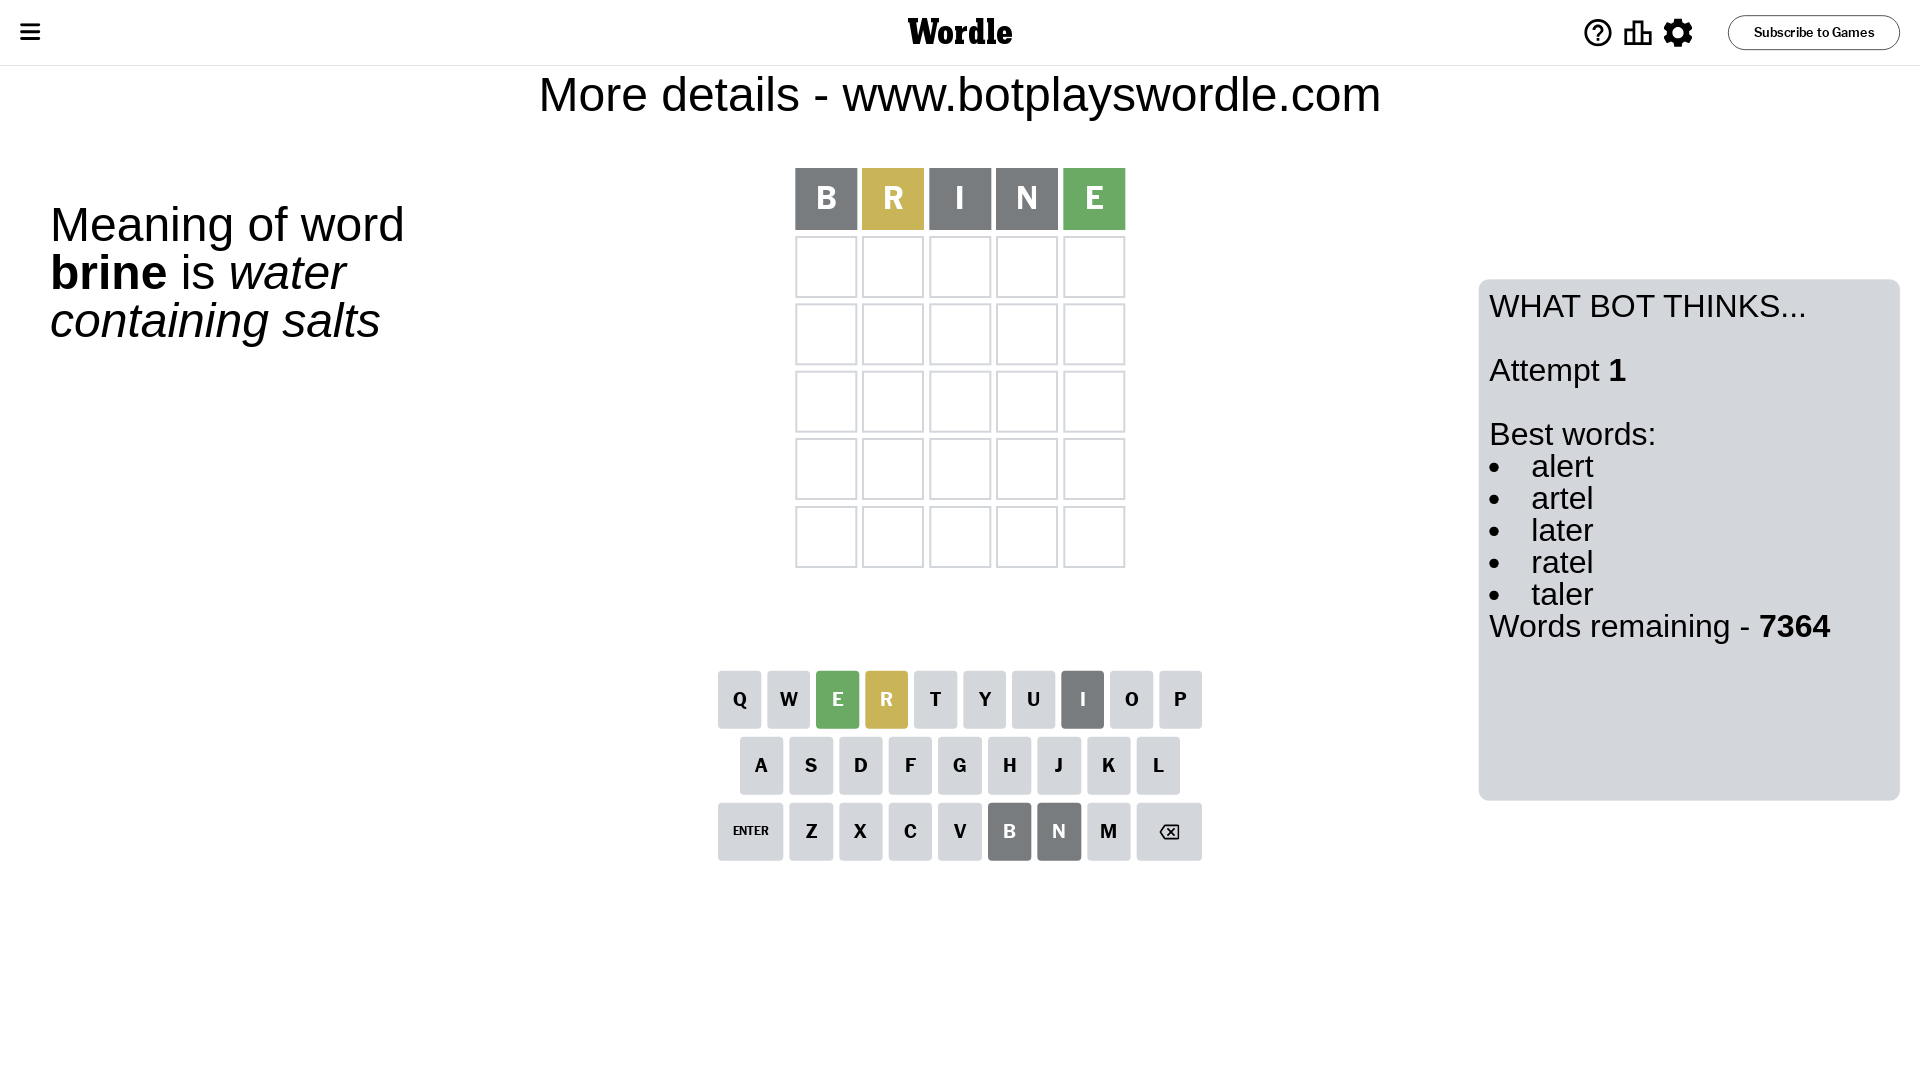 Wordle
Subscribe to Games
More details - www.botplayswordle.com
Meaning of word
brine is water
containing salts
B R I N E
WHAT BOT THINKS...
Attempt 1
Best words:
• alert
• artel
• later
• ratel
• taler
Words remaining - 7364
Q W E R T Y U I O P
A S D F G H J K L
ENTER Z X C V B N M